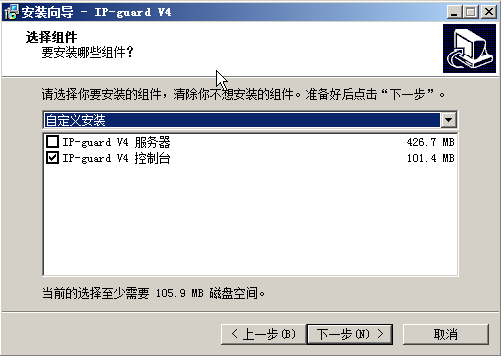 安装向导 - IP-guard V4
选择组件
要安装哪些组件?
请选择你要安装的组件，清除你不想安装的组件。准备好后点击“下一步”。
自定义安装
IP-guard V4 服务器 426.7 MB
IP-guard V4 控制台 101.4 MB
当前的选择至少需要 105.9 MB 磁盘空间。
< 上一步(B) 下一步(N) > 取消